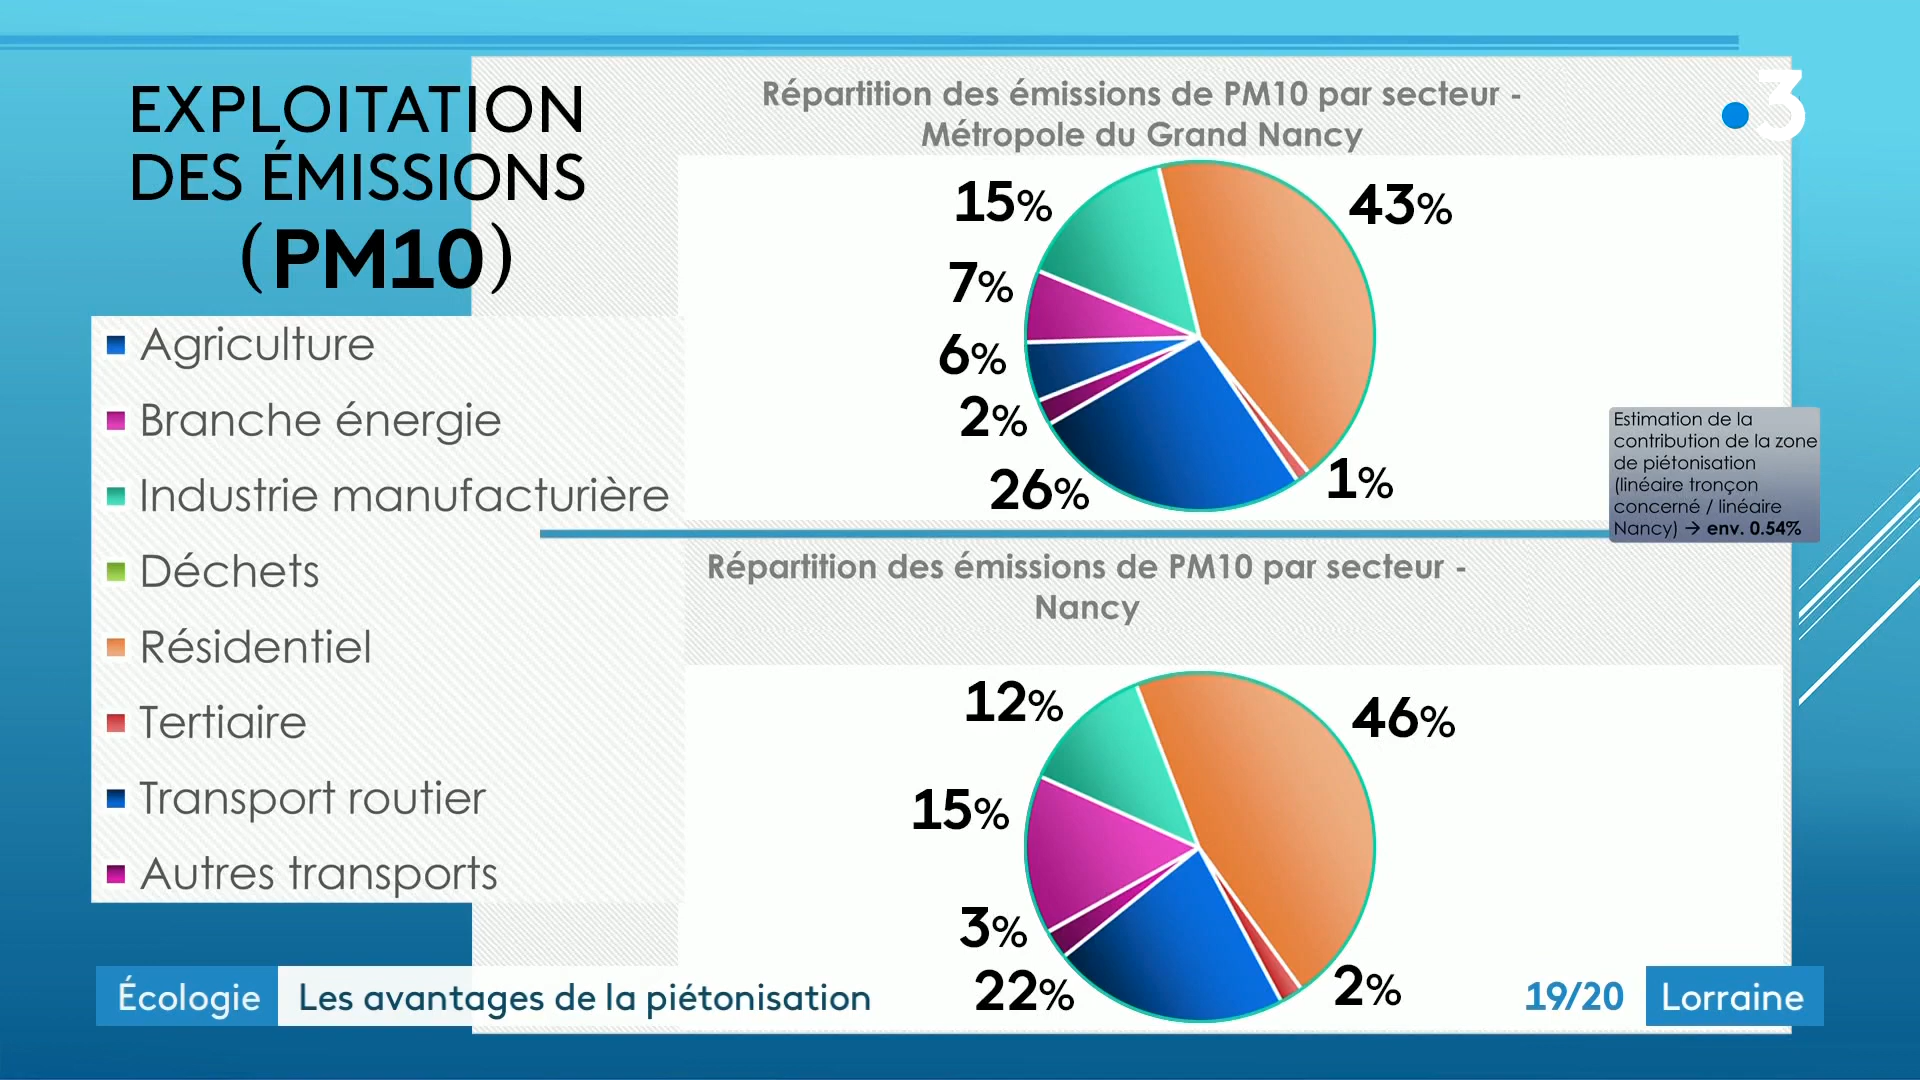 EXPLOITATION
DES ÉMISSIONS
(PM10)
Agriculture
Branche énergie
Industrie manufacturière
Déchets
Résidentiel
Tertiaire
Transport routier
Autres transports
Répartition des émissions de PM10 par secteur -
Métropole du Grand Nancy
3
15%
43%
7%
6%
2%
26%
1%
Estimation de la
contribution de la zone
de piétonisation
(linéaire tronçon
concerné / linéaire
Nancy) → env. 0.54%
Répartition des émissions de PM10 par secteur -
Nancy
12%
46%
15%
3%
22%
2%
Écologie Les avantages de la piétonisation
19/20 Lorraine